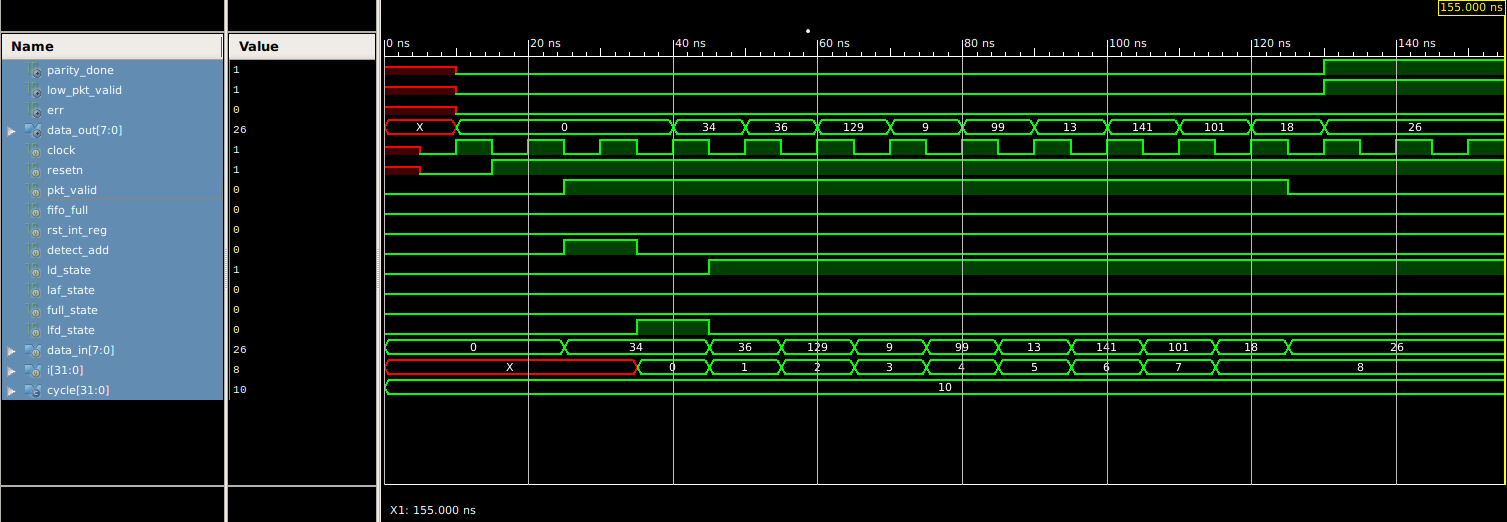 155.000 ns
Name Value 0 ns 20 ns 40 ns 60 ns 80 ns 100 ns 120 ns 140 ns
parity_done 1
low_pkt_valid 1
err 0
data_out[7:0] 26 X 0 34 36 129 9 99 13 141 101 18 26
clock 1
resetn 1
pkt_valid 0
fifo_full 0
rst_int_reg 0
detect_add 0
ld_state 1
laf_state 0
full_state 0
lfd_state 0
data_in[7:0] 26 0 34 36 129 9 99 13 141 101 18 26
i[31:0] 8 X 0 1 2 3 4 5 6 7 8
cycle[31:0] 10 10
X1: 155.000 ns